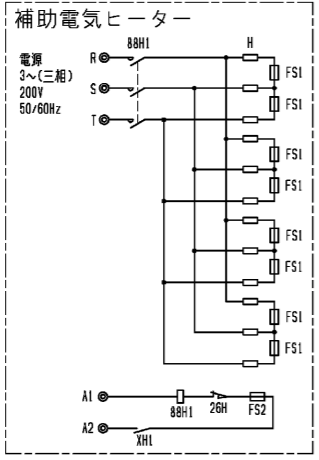 補助電気ヒーター
電源
3~(三相)
200V
50/60Hz
R
S
T
88H1
H
FS1
FS1
FS1
FS1
FS1
FS1
FS1
FS1
A1
88H1
26H
FS2
A2
XH1